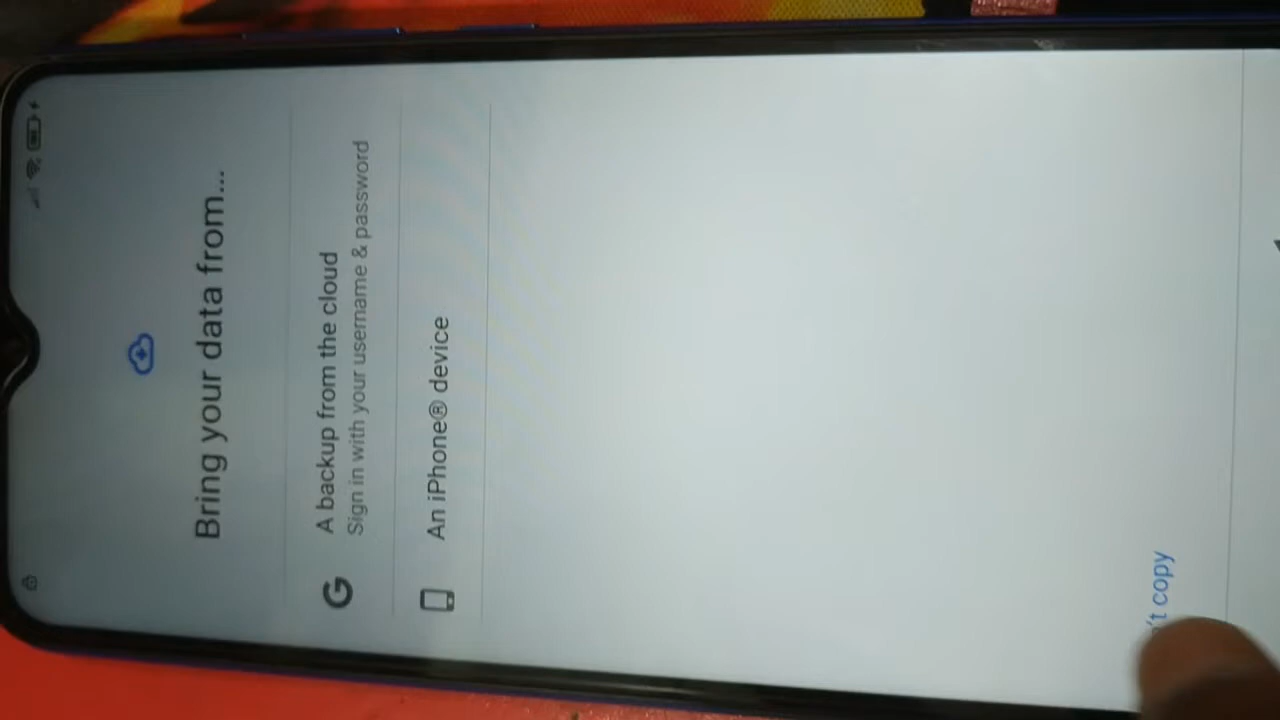 Bring your data from...
A backup from the cloud
Sign in with your username & password
An iPhone® device
't copy